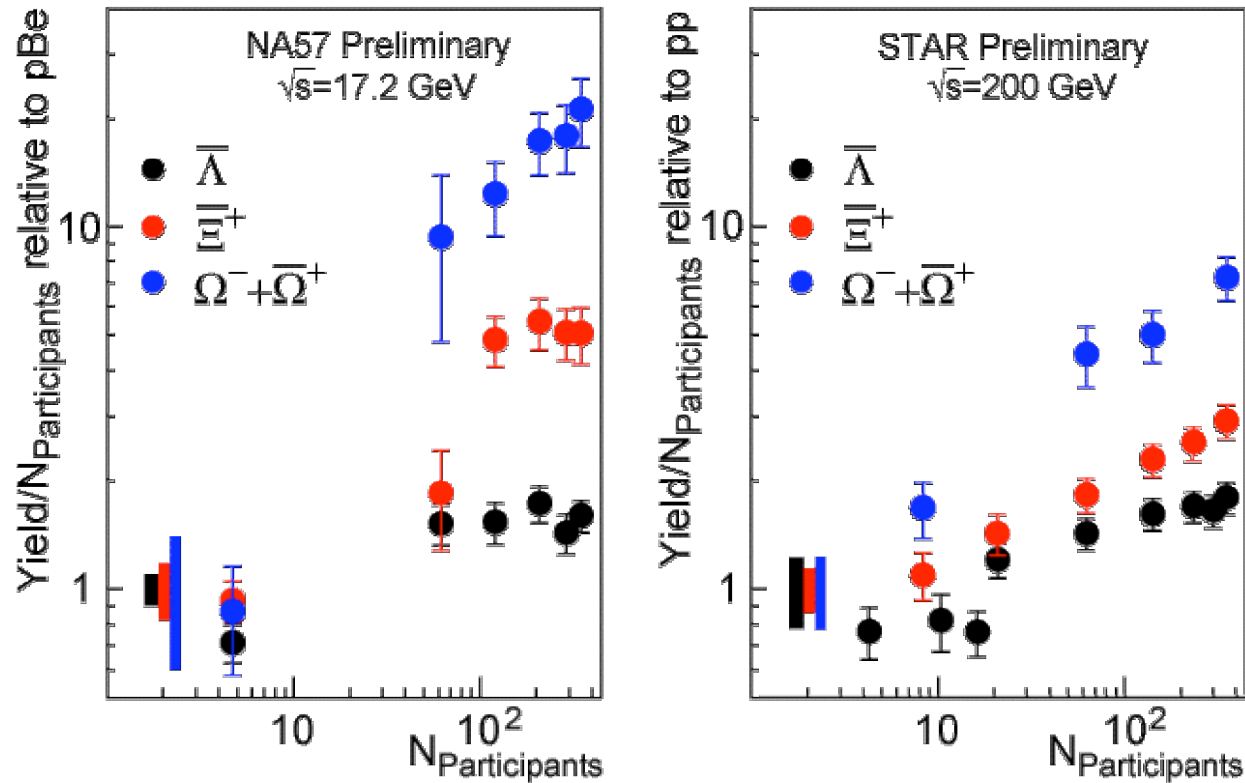 Yield/N_Participants relative to pBe
NA57 Preliminary
√s=17.2 GeV
Λ̅
Ξ̅⁺
Ω⁻+Ω̅⁺
10
1
10
10²
N_Participants
Yield/N_Participants relative to pp
STAR Preliminary
√s=200 GeV
Λ̅
Ξ̅⁺
Ω⁻+Ω̅⁺
10
1
10
10²
N_Participants